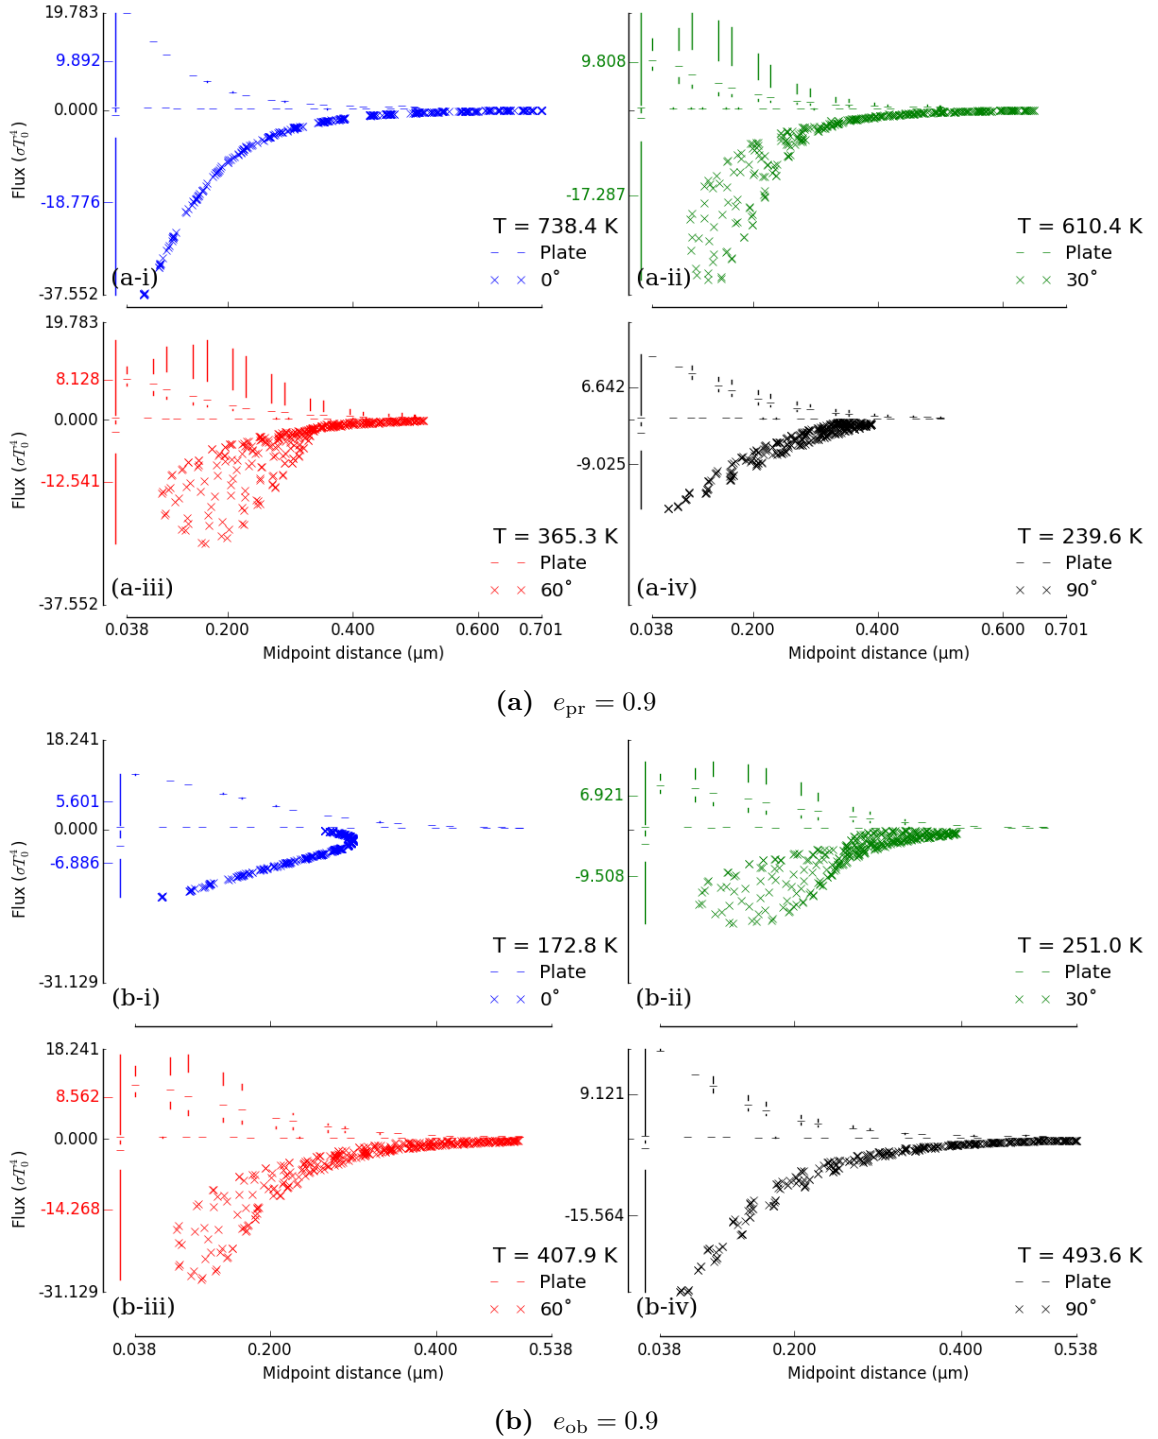 19.783
9.892
0.000
-18.776
-37.552
Flux (σT₀⁴)
T = 738.4 K
Plate
0°
(a-i)
9.808
-17.287
T = 610.4 K
Plate
30°
(a-ii)
19.783
8.128
0.000
-12.541
-37.552
Flux (σT₀⁴)
T = 365.3 K
Plate
60°
(a-iii)
0.038 0.200 0.400 0.600 0.701
Midpoint distance (μm)
6.642
-9.025
T = 239.6 K
Plate
90°
(a-iv)
0.038 0.200 0.400 0.600 0.701
Midpoint distance (μm)
(a) e_pr = 0.9
18.241
5.601
0.000
-6.886
-31.129
Flux (σT₀⁴)
T = 172.8 K
Plate
0°
(b-i)
6.921
-9.508
T = 251.0 K
Plate
30°
(b-ii)
18.241
8.562
0.000
-14.268
-31.129
Flux (σT₀⁴)
T = 407.9 K
Plate
60°
(b-iii)
0.038 0.200 0.400 0.538
Midpoint distance (μm)
9.121
-15.564
T = 493.6 K
Plate
90°
(b-iv)
0.038 0.200 0.400 0.538
Midpoint distance (μm)
(b) e_ob = 0.9